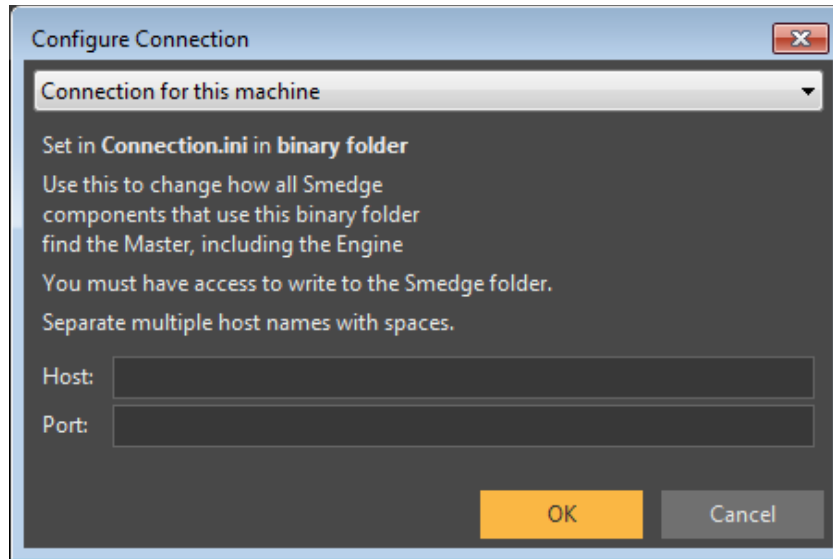 Configure Connection
Connection for this machine
Set in Connection.ini in binary folder
Use this to change how all Smedge
components that use this binary folder
find the Master, including the Engine
You must have access to write to the Smedge folder.
Separate multiple host names with spaces.
Host:
Port:
OK Cancel